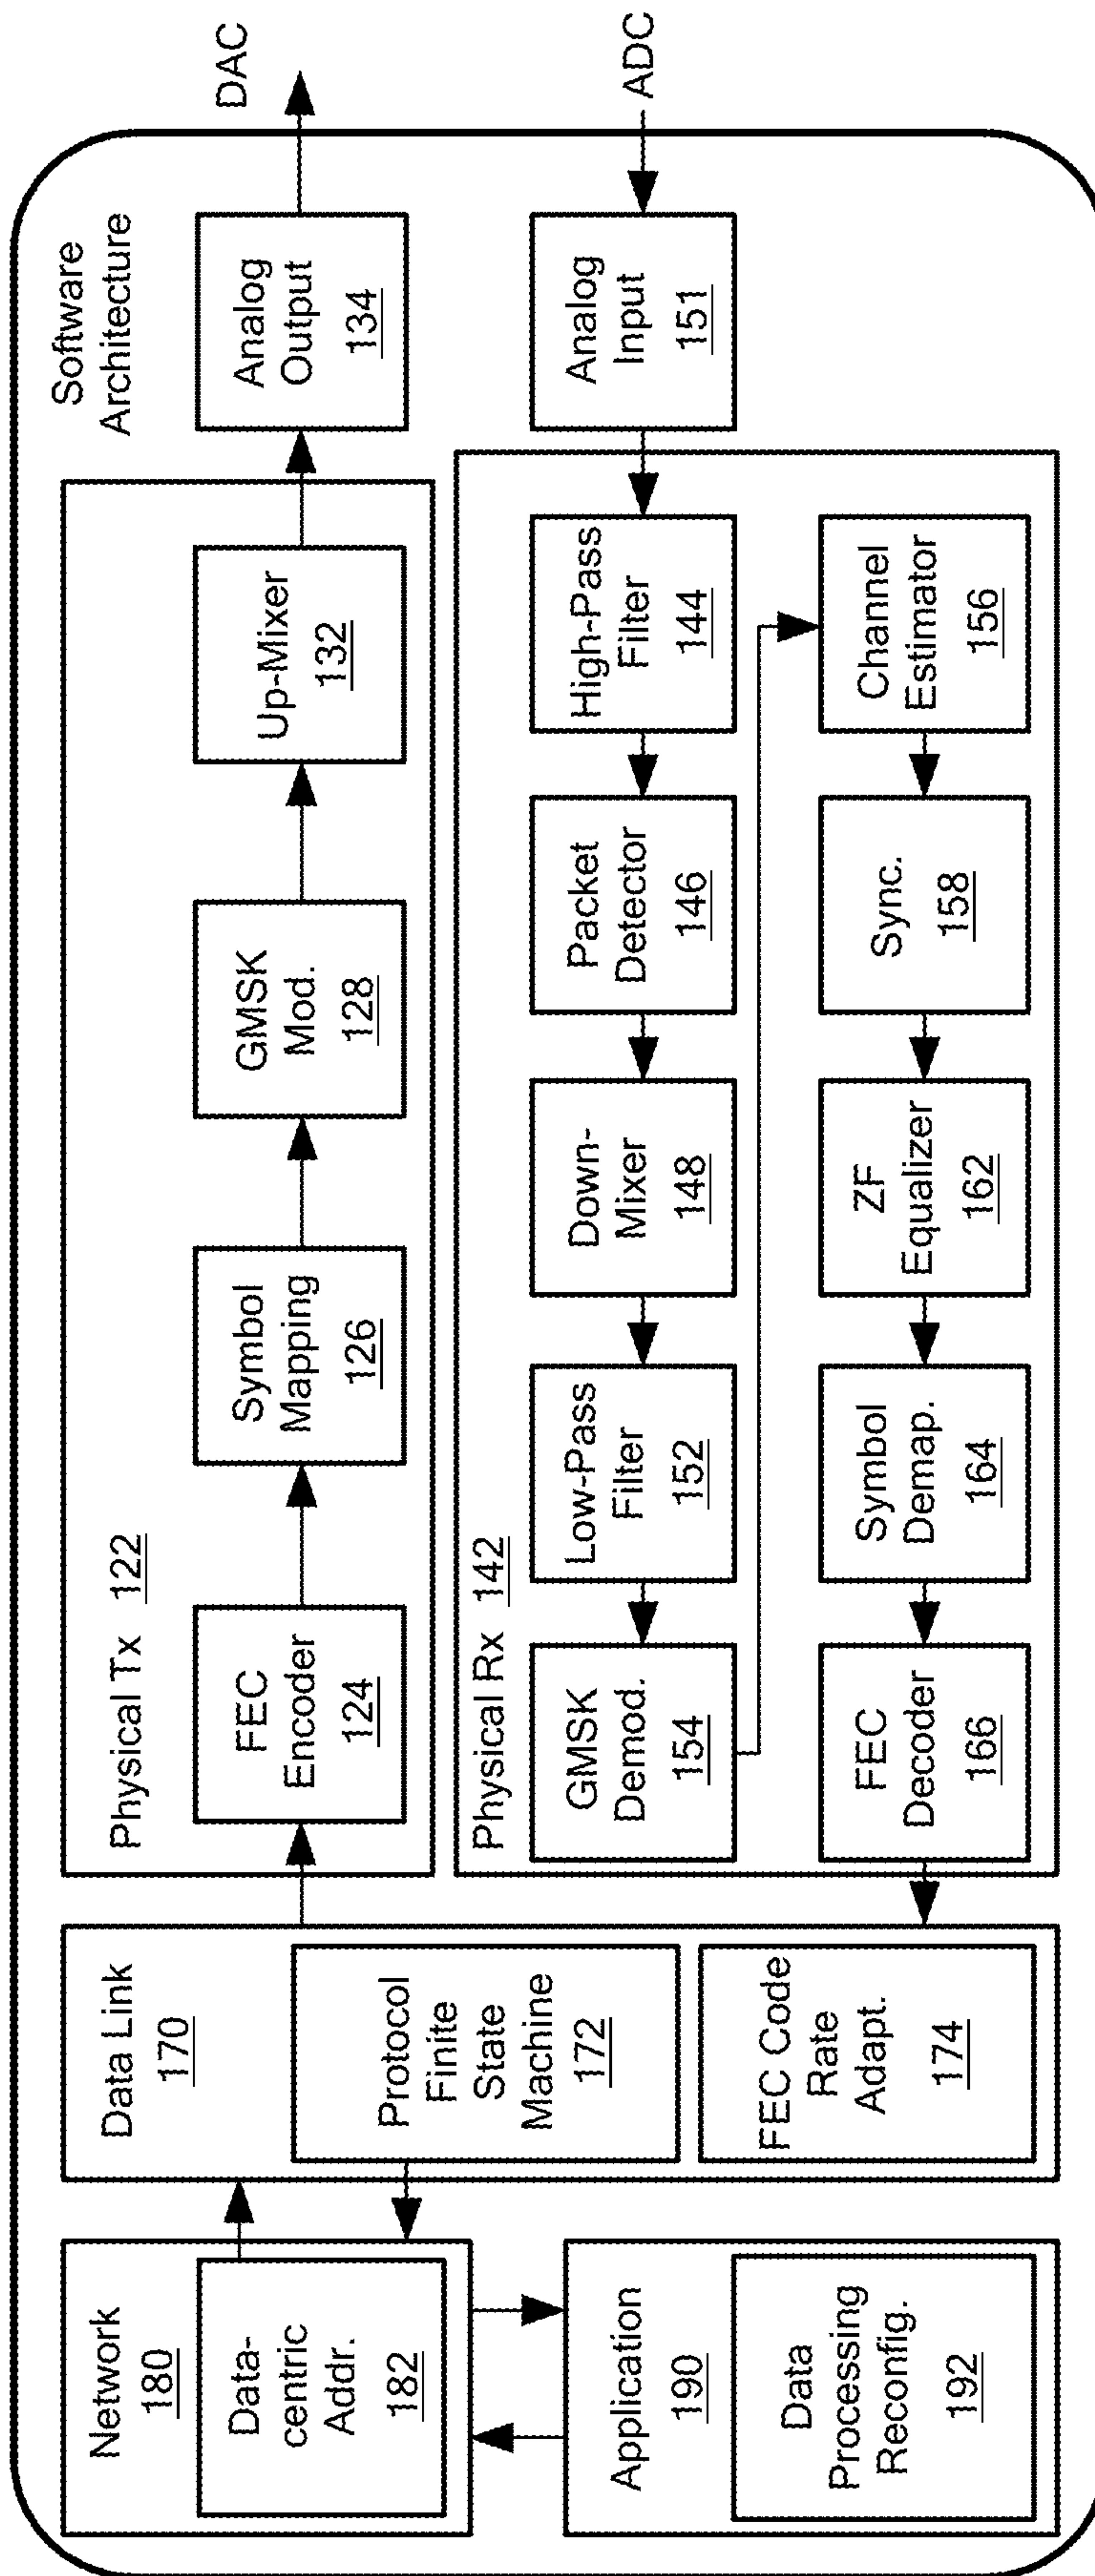 Software
Architecture
DAC
ADC
Network
180
Data-
centric
Addr.
182
Application
190
Data
Processing
Reconfig.
192
Data Link
170
Protocol
Finite
State
Machine
172
FEC Code
Rate
Adapt.
174
Physical Tx 122
FEC
Encoder
124
Symbol
Mapping
126
GMSK
Mod.
128
Up-Mixer
132
Analog
Output
134
Physical Rx 142
GMSK
Demod.
154
Low-Pass
Filter
152
Down-
Mixer
148
Packet
Detector
146
High-Pass
Filter
144
Analog
Input
151
FEC
Decoder
166
Symbol
Demap.
164
ZF
Equalizer
162
Sync.
158
Channel
Estimator
156